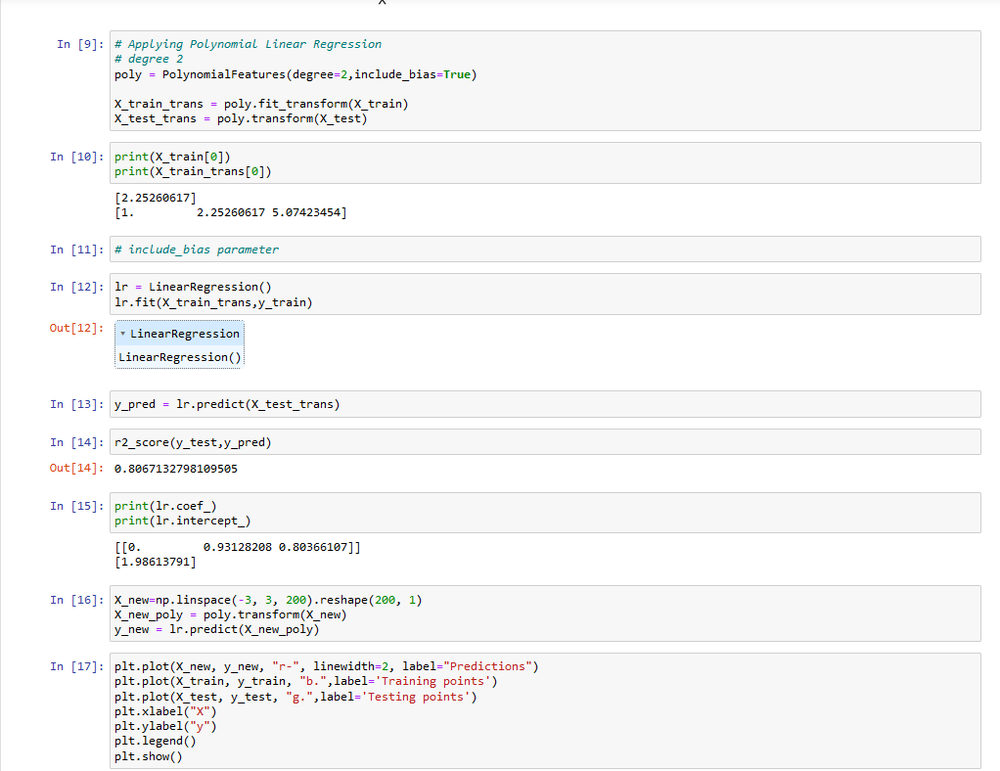 In [9]: # Applying Polynomial Linear Regression
# degree 2
poly = PolynomialFeatures(degree=2,include_bias=True)
X_train_trans = poly.fit_transform(X_train)
X_test_trans = poly.transform(X_test)
In [10]: print(X_train[0])
print(X_train_trans[0])
[2.25260617]
[1.         2.25260617 5.07423454]
In [11]: # include_bias parameter
In [12]: lr = LinearRegression()
lr.fit(X_train_trans,y_train)
Out[12]: ▾ LinearRegression
LinearRegression()
In [13]: y_pred = lr.predict(X_test_trans)
In [14]: r2_score(y_test,y_pred)
Out[14]: 0.8067132798109505
In [15]: print(lr.coef_)
print(lr.intercept_)
[[0.         0.93128208 0.80366107]]
[1.98613791]
In [16]: X_new=np.linspace(-3, 3, 200).reshape(200, 1)
X_new_poly = poly.transform(X_new)
y_new = lr.predict(X_new_poly)
In [17]: plt.plot(X_new, y_new, "r-", linewidth=2, label="Predictions")
plt.plot(X_train, y_train, "b.",label='Training points')
plt.plot(X_test, y_test, "g.",label='Testing points')
plt.xlabel("X")
plt.ylabel("y")
plt.legend()
plt.show()